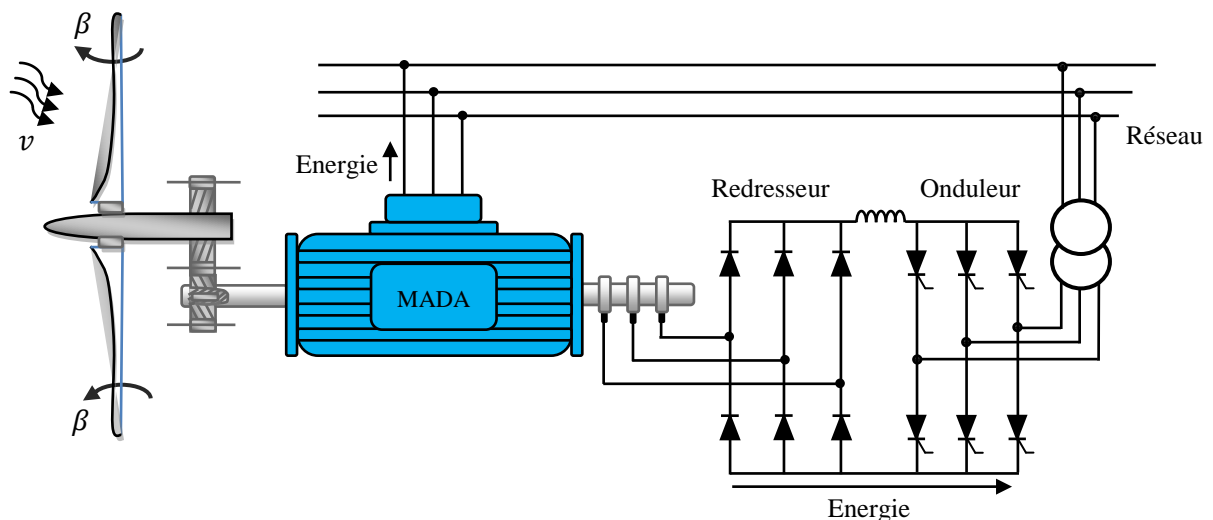 β
v
Energie
Réseau
Redresseur
Onduleur
MADA
β
Energie